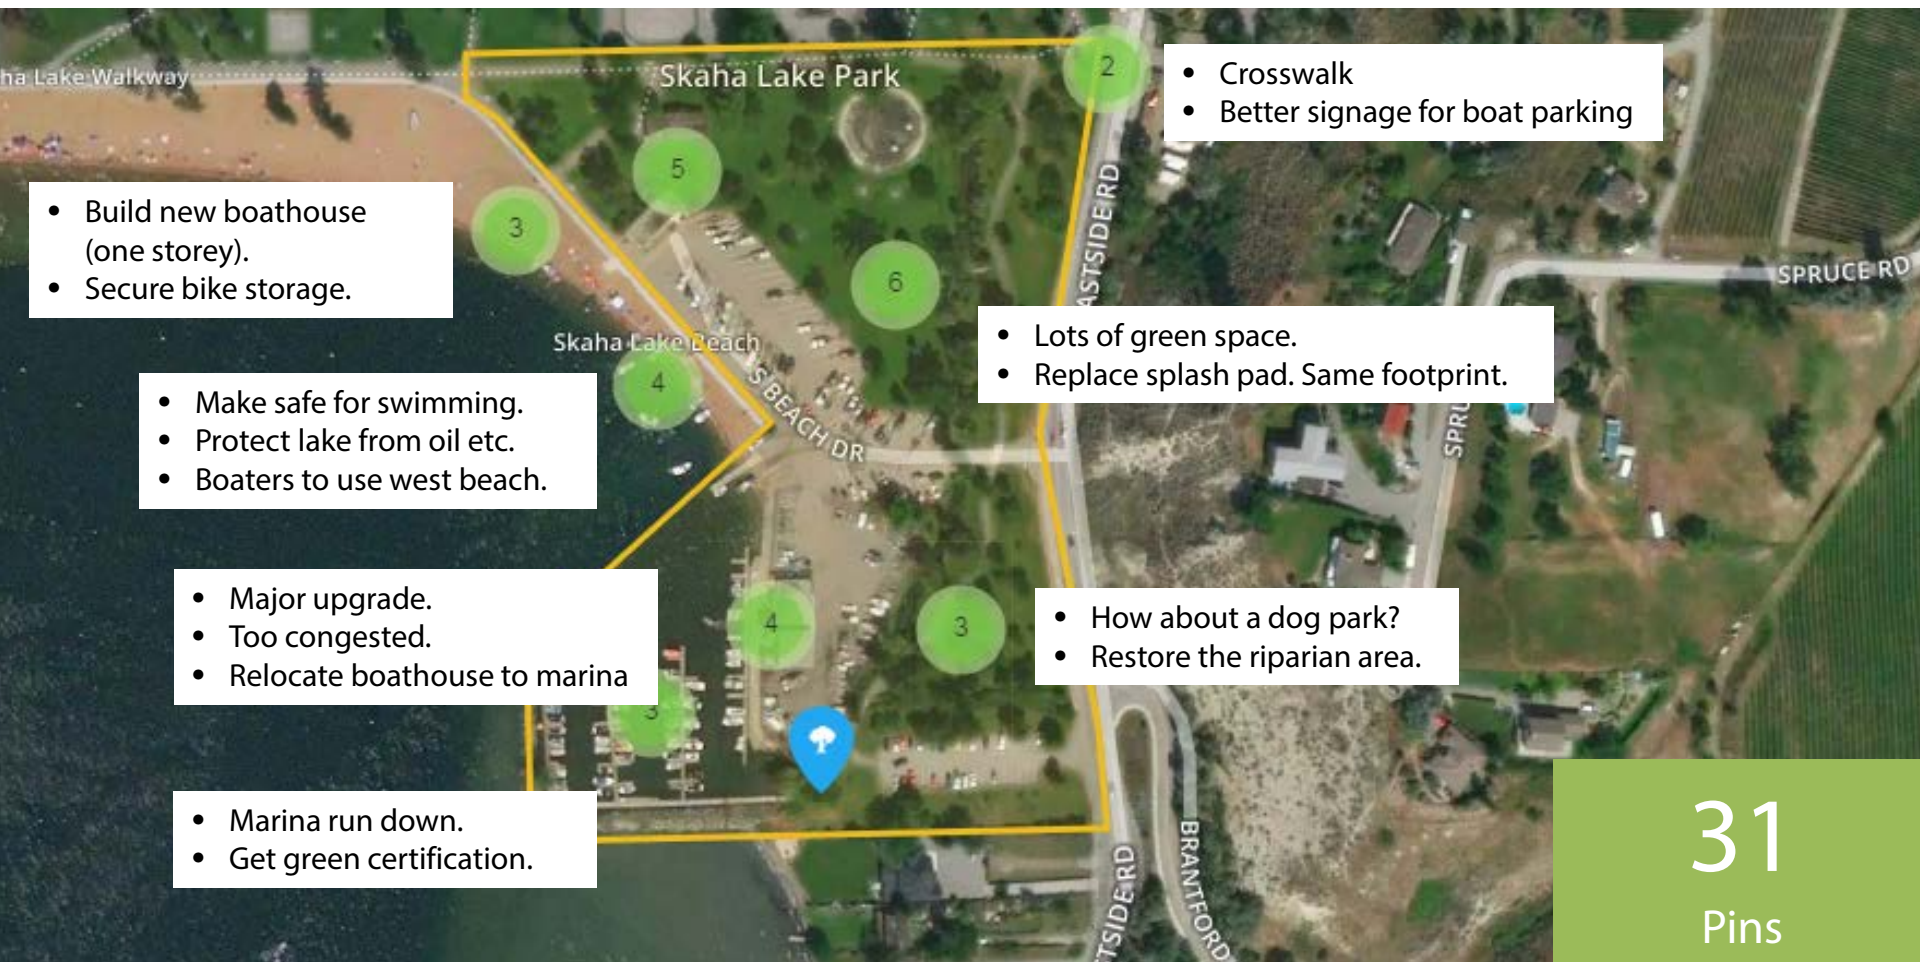 ha Lake Walkway
Skaha Lake Park
2
• Crosswalk
• Better signage for boat parking
5
3
• Build new boathouse
(one storey).
• Secure bike storage.
EASTSIDE RD
SPRUCE RD
6
Skaha Lake Beach
• Lots of green space.
• Replace splash pad. Same footprint.
4
• Make safe for swimming.
• Protect lake from oil etc.
• Boaters to use west beach.
S BEACH DR
SPRU
• Major upgrade.
• Too congested.
• Relocate boathouse to marina
4
3
• How about a dog park?
• Restore the riparian area.
3
• Marina run down.
• Get green certification.
TSIDE RD
BRANTFORD
31
Pins